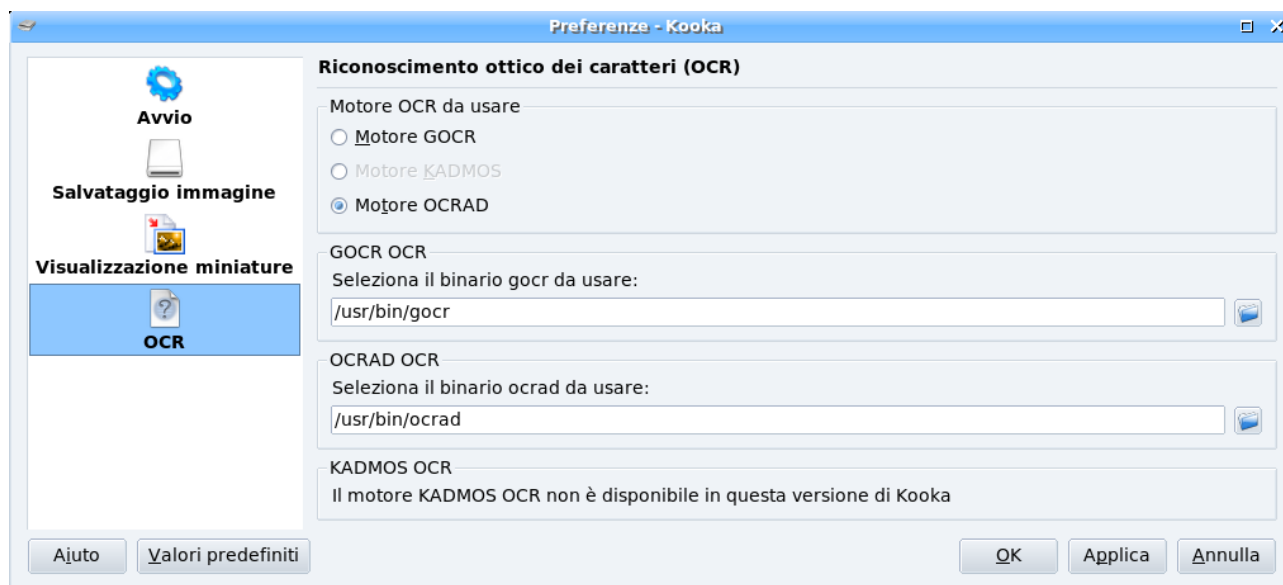 Preferenze - Kooka
Avvio
Salvataggio immagine
Visualizzazione miniature
OCR
Riconoscimento ottico dei caratteri (OCR)
Motore OCR da usare
Motore GOCR
Motore KADMOS
Motore OCRAD
GOCR OCR
Seleziona il binario gocr da usare:
/usr/bin/gocr
OCRAD OCR
Seleziona il binario ocrad da usare:
/usr/bin/ocrad
KADMOS OCR
Il motore KADMOS OCR non è disponibile in questa versione di Kooka
Aiuto Valori predefiniti OK Applica Annulla